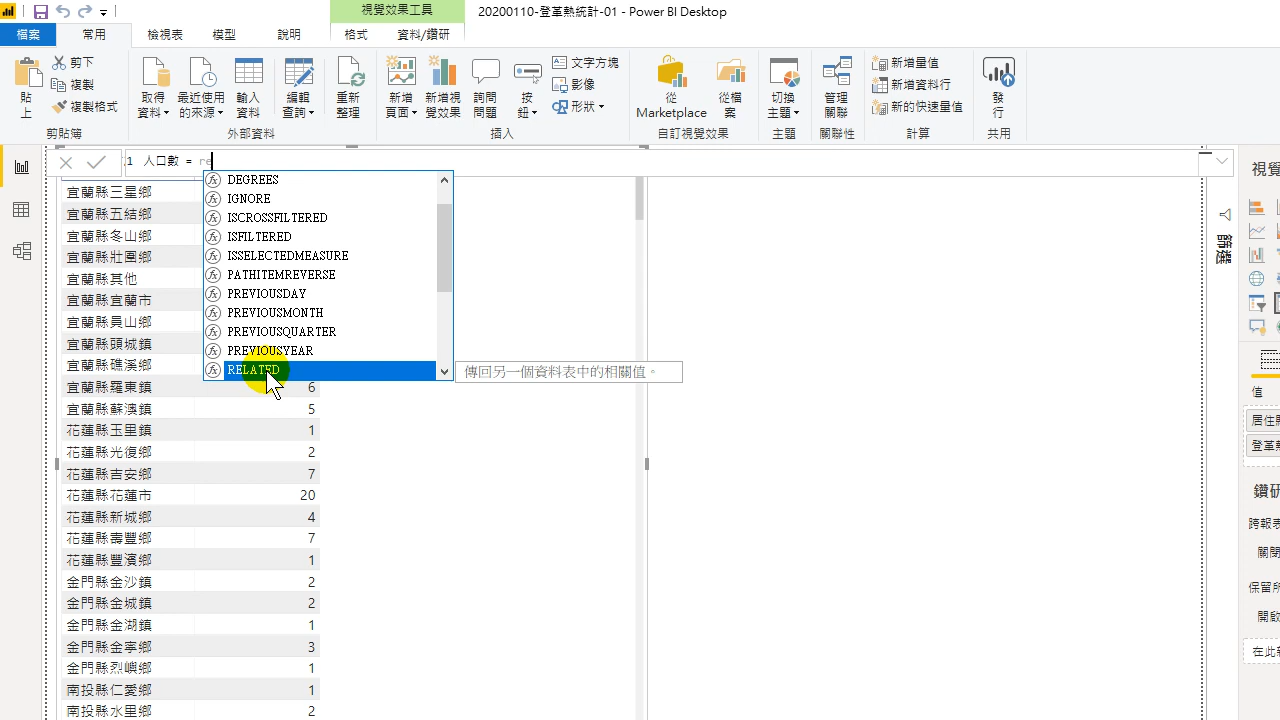 視覺效果工具
20200110-登革熱統計-01 - Power BI Desktop
檔案 常用 檢視表 模型 說明 格式 資料/鑽研
貼上 剪下 複製 複製格式 剪貼簿
取得資料 最近使用的來源 輸入資料 編輯查詢 重新整理 外部資料
新增頁面 新增視覺效果 詢問問題 按鈕 文字方塊 影像 形狀 插入
從 Marketplace 從檔案 自訂視覺效果
切換主題 主題
管理關聯 關聯性
新增量值 新增資料行 新的快速量值 計算
發行 共用
1 人口數 = re
DEGREES
IGNORE
ISCROSSFILTERED
ISFILTERED
ISSELECTEDMEASURE
PATHITEMREVERSE
PREVIOUSDAY
PREVIOUSMONTH
PREVIOUSQUARTER
PREVIOUSYEAR
RELATED 傳回另一個資料表中的相關值。
宜蘭縣三星鄉
宜蘭縣五結鄉
宜蘭縣冬山鄉
宜蘭縣壯圍鄉
宜蘭縣其他
宜蘭縣宜蘭市
宜蘭縣員山鄉
宜蘭縣頭城鎮
宜蘭縣礁溪鄉
宜蘭縣羅東鎮 6
宜蘭縣蘇澳鎮 5
花蓮縣玉里鎮 1
花蓮縣光復鄉 2
花蓮縣吉安鄉 7
花蓮縣花蓮市 20
花蓮縣新城鄉 4
花蓮縣壽豐鄉 7
花蓮縣豐濱鄉 1
金門縣金沙鎮 2
金門縣金城鎮 2
金門縣金湖鎮 1
金門縣金寧鄉 3
金門縣烈嶼鄉 1
南投縣仁愛鄉 1
南投縣水里鄉 2
篩選
視覺
值
居住
登革
鑽研
跨報
關閉
保留所
開啟
在此